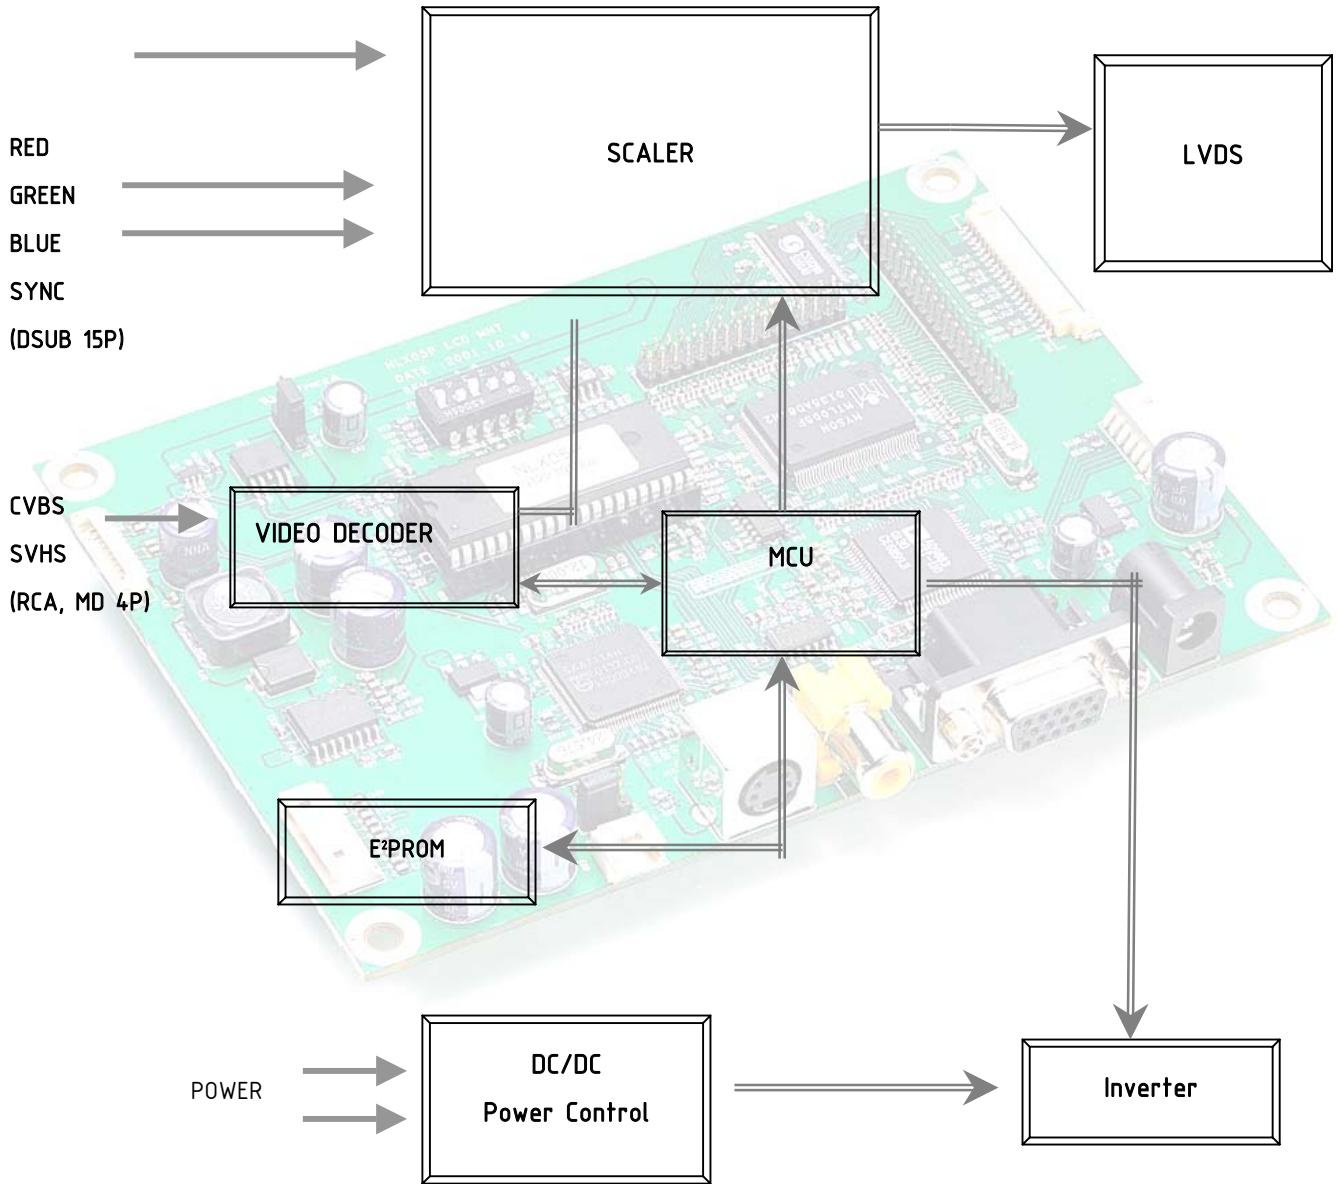 SCALER
LVDS
RED
GREEN
BLUE
SYNC
(DSUB 15P)
CVBS
SVHS
(RCA, MD 4P)
VIDEO DECODER
MCU
E²PROM
POWER
DC/DC
Power Control
Inverter